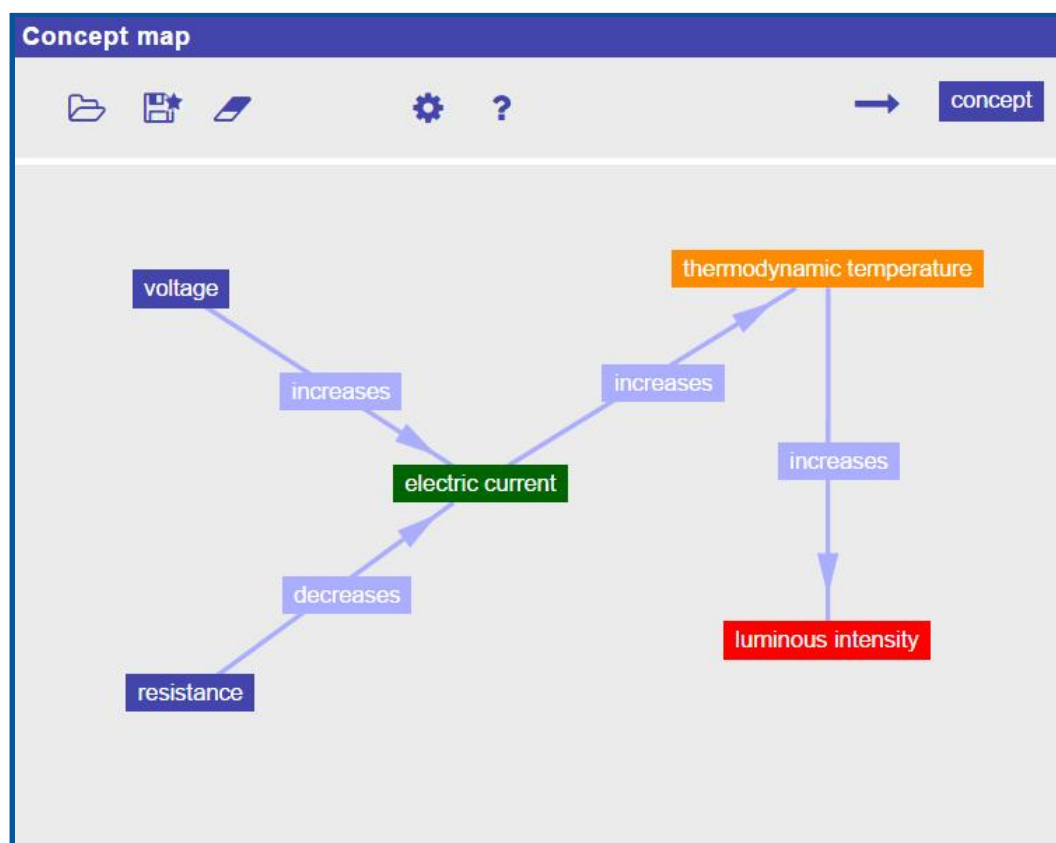 Concept map
?
concept
thermodynamic temperature
voltage
increases
increases
increases
electric current
decreases
luminous intensity
resistance